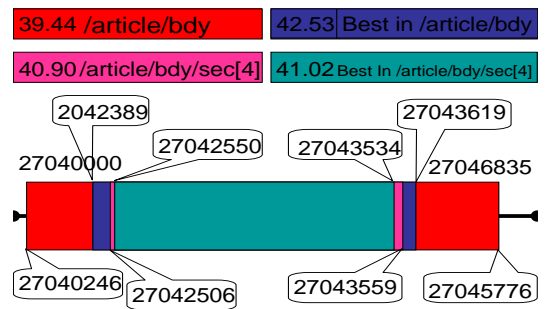 39.44 /article/bdy
42.53 Best in /article/bdy
40.90 /article/bdy/sec[4]
41.02 Best In /article/bdy/sec[4]
2042389
27043619
27042550
27043534
27040000
27046835
27040246
27042506
27043559
27045776